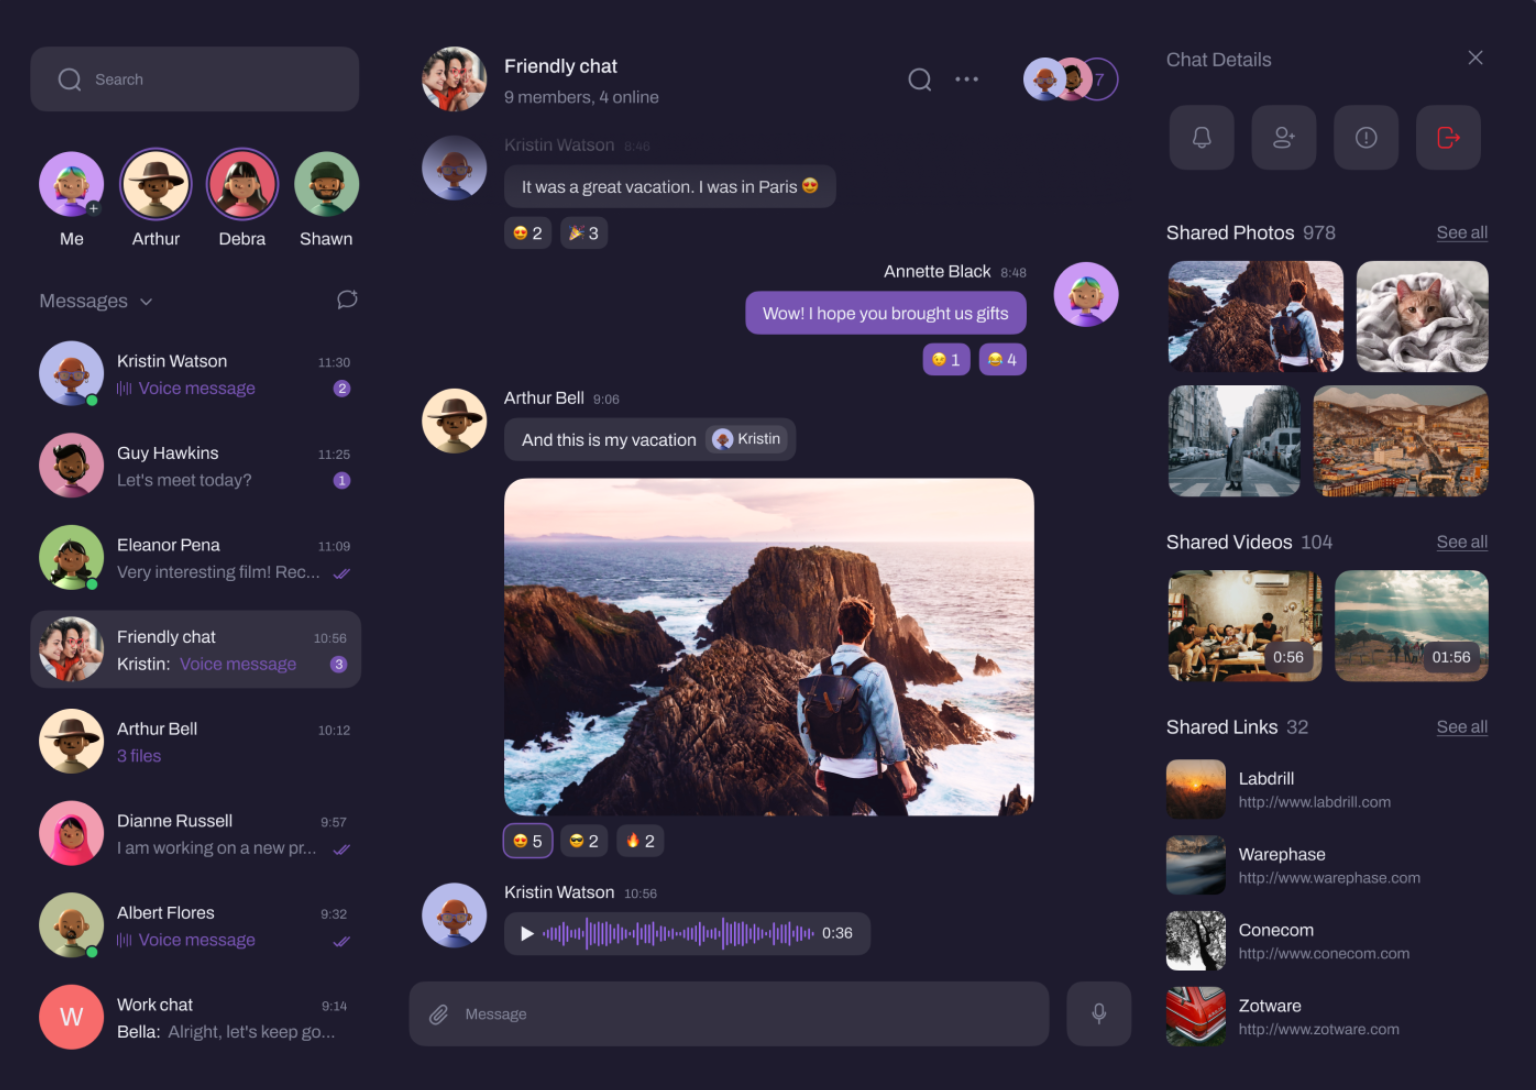 Search
Me
Arthur
Debra
Shawn
Messages
Kristin Watson 11:30
Voice message 2
Guy Hawkins 11:25
Let's meet today? 1
Eleanor Pena 11:09
Very interesting film! Rec...
Friendly chat 10:56
Kristin: Voice message 3
Arthur Bell 10:12
3 files
Dianne Russell 9:57
I am working on a new pr...
Albert Flores 9:32
Voice message
W
Work chat 9:14
Bella: Alright, let's keep go...
Friendly chat
9 members, 4 online
7
Kristin Watson 8:46
It was a great vacation. I was in Paris 😍
😍 2 🎉 3
Annette Black 8:48
Wow! I hope you brought us gifts
😉 1 😂 4
Arthur Bell 9:06
And this is my vacation Kristin
😍 5 😎 2 🔥 2
Kristin Watson 10:56
0:36
Message
Chat Details
Shared Photos 978 See all
Shared Videos 104 See all
0:56
01:56
Shared Links 32 See all
Labdrill
http://www.labdrill.com
Warephase
http://www.warephase.com
Conecom
http://www.conecom.com
Zotware
http://www.zotware.com